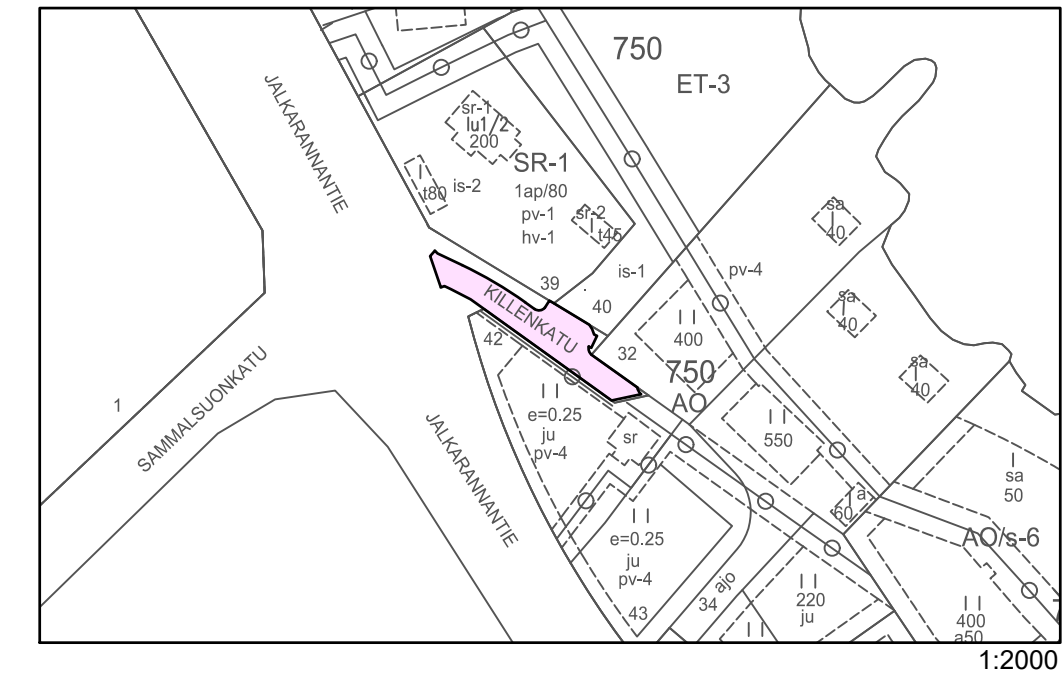 750
ET-3
JALKARANNANTIE
sr-1
lu1/2
200
SR-1
I
t80
is-2
1ap/80
pv-1
hv-1
sr-2
I
t45
sa
I
40
is-1
pv-4
39
40
KILLENKATU
sa
I
40
I I
400
42
32
750
AO
sa
I
40
I I
e=0.25
ju
pv-4
sr
I I
550
1
SAMMALSUONKATU
JALKARANNANTIE
I
sa
50
I a
60
AO/s-6
I I
e=0.25
ju
pv-4
43
ajo
34
I I
220
ju
I I
I I
400
a50
1:2000